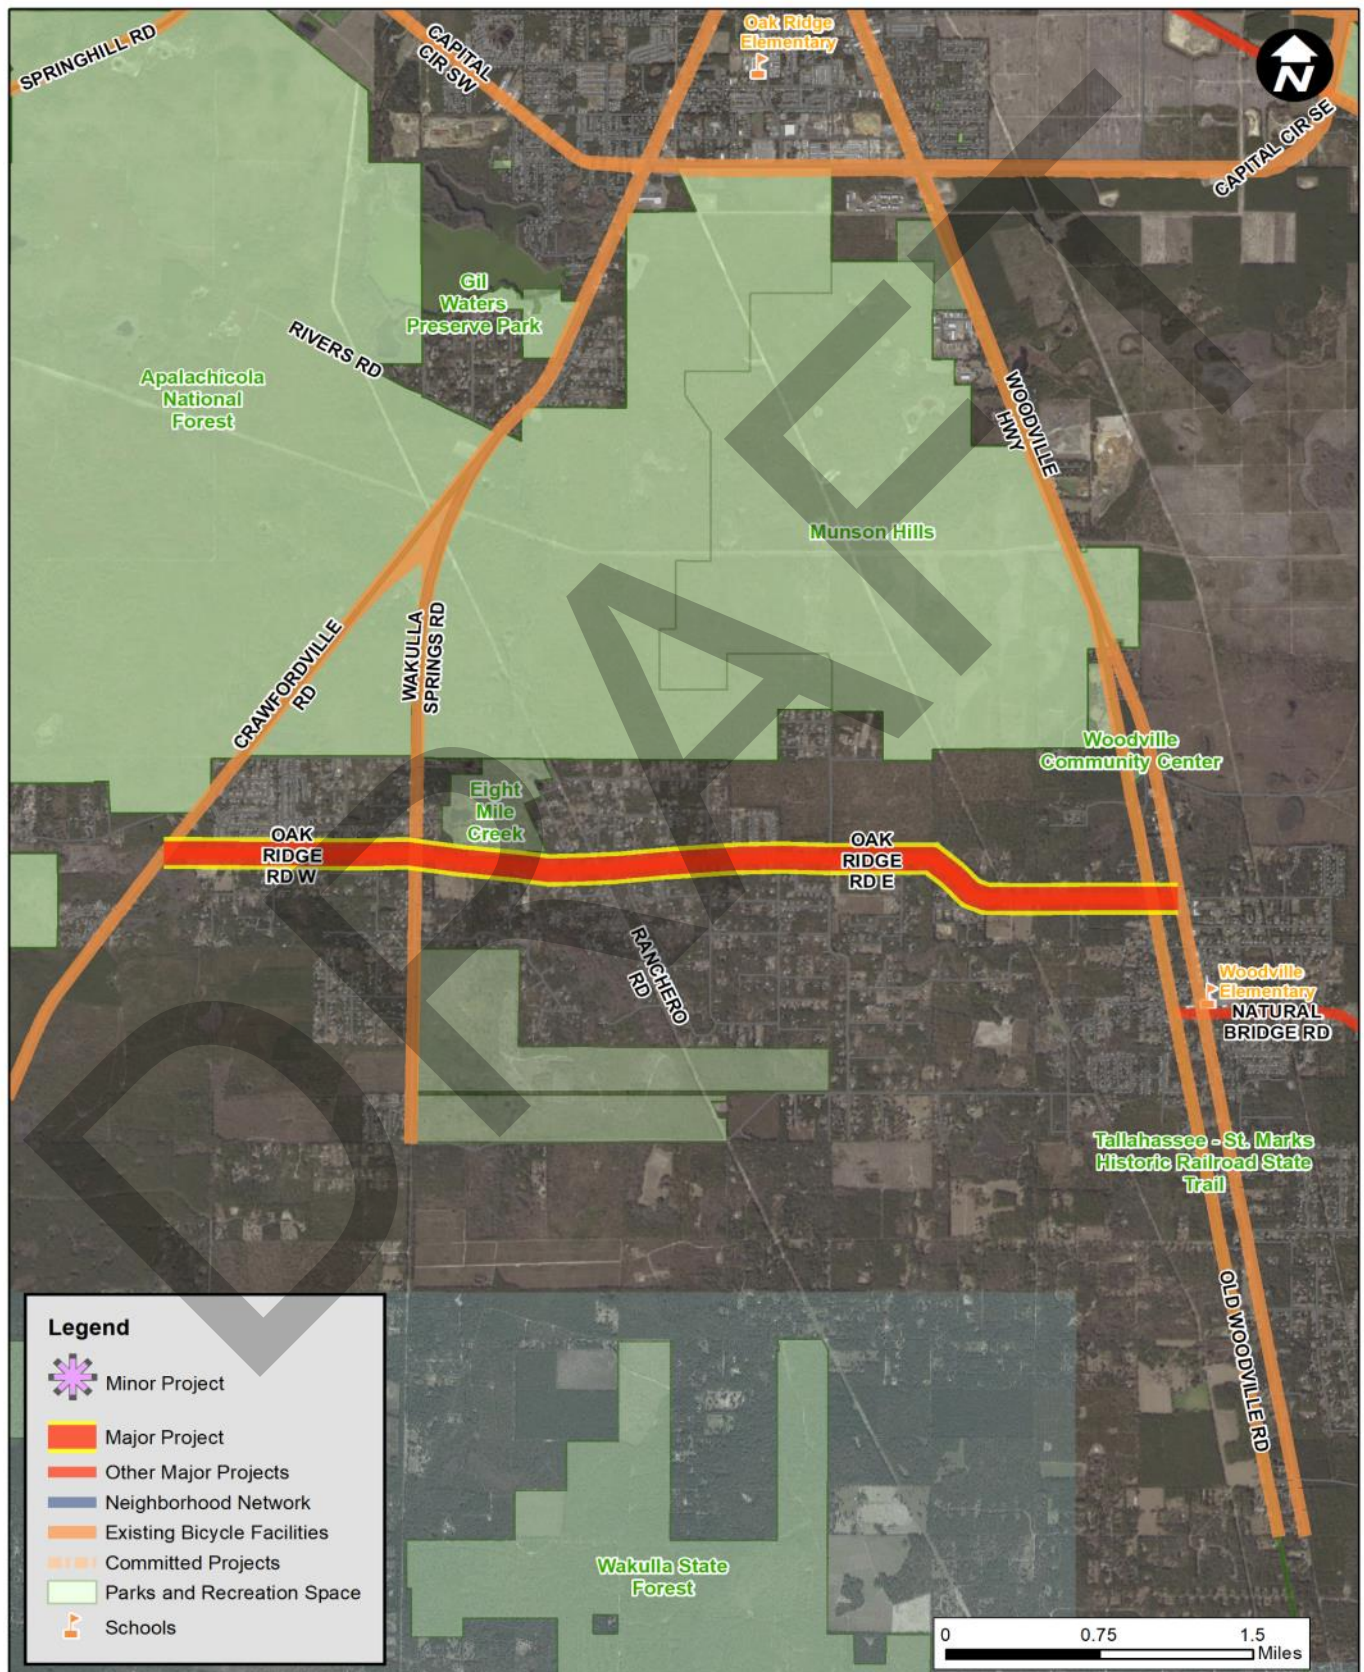 SPRINGHILL RD
CAPITAL
CIR SW
Oak Ridge
Elementary
N
CAPITAL CIR SE
Gil
Waters
Preserve Park
RIVERS RD
Apalachicola
National
Forest
WOODVILLE
HWY
Munson Hills
CRAWFORDVILLE
RD
WAKULLA
SPRINGS RD
Woodville
Community Center
Eight
Mile
Creek
OAK
RIDGE
RD W
OAK
RIDGE
RD E
RANCHERO
RD
Woodville
Elementary
NATURAL
BRIDGE RD
Tallahassee - St. Marks
Historic Railroad State
Trail
OLD WOODVILLE RD
Wakulla State
Forest
DRAFT
Legend
Minor Project
Major Project
Other Major Projects
Neighborhood Network
Existing Bicycle Facilities
Committed Projects
Parks and Recreation Space
Schools
0 0.75 1.5
Miles